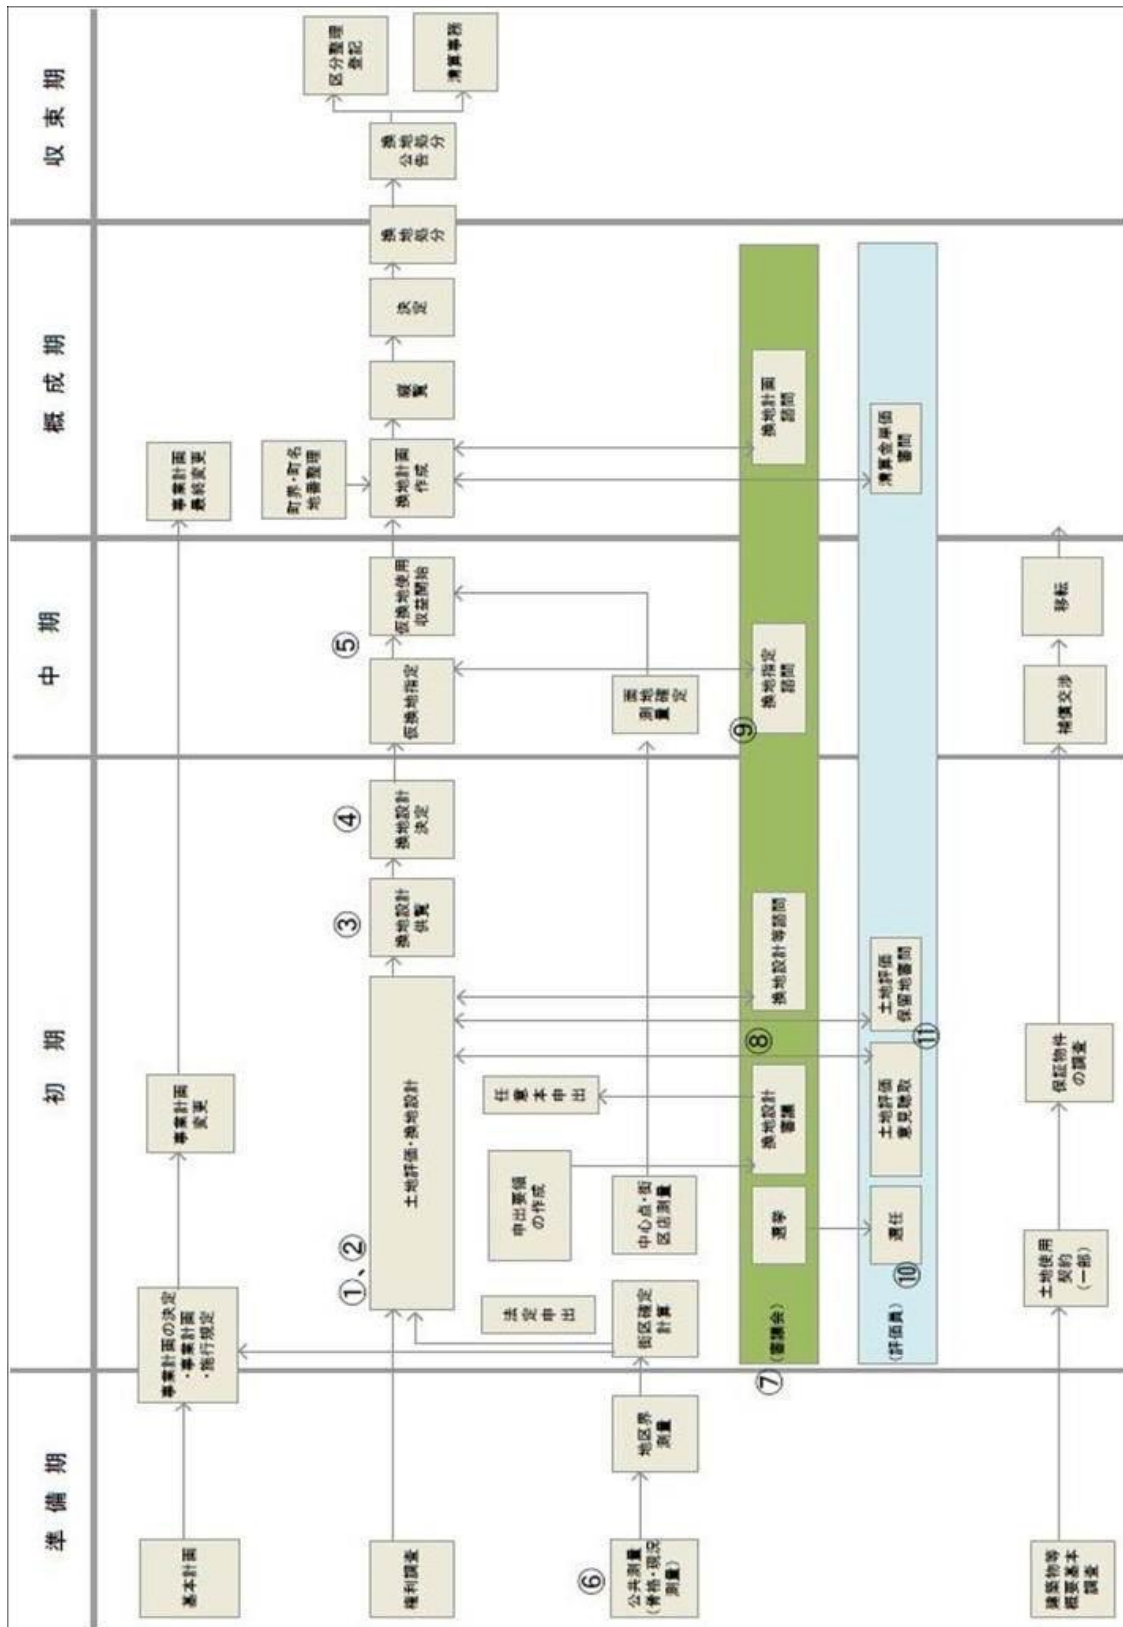 準備期
初期
中期
概成期
収束期
基本計画
事業計画の決定
・事業計画
・施行規定
事業計画
変更
事業計画
最終変更
町界・町名
地番整理
権利調査
①、②
土地評価・換地設計
③
換地設計
供覧
④
換地設計
決定
仮換地指定
⑤
仮換地使用
収益開始
換地計画
作成
縦覧
決定
換地処分
換地処分
公告
区分整理
登記
清算事務
法定申出
申出要領
の作成
任意本申出
⑥
公共測量
(骨格・現況
測量)
地区界
測量
街区確定
計算
中心点・街
区店測量
画地確定
測量
⑦
(審議会)
選挙
換地設計
審議
⑧
換地設計等諮問
⑨
換地指定
諮問
換地計画
諮問
(評価員)
⑩
選任
土地評価
意見聴取
⑪
土地評価
保留地審問
清算金単価
審問
建築物等
概要基本
調査
土地使用
契約
(一部)
保証物件
の調査
補償交渉
移転